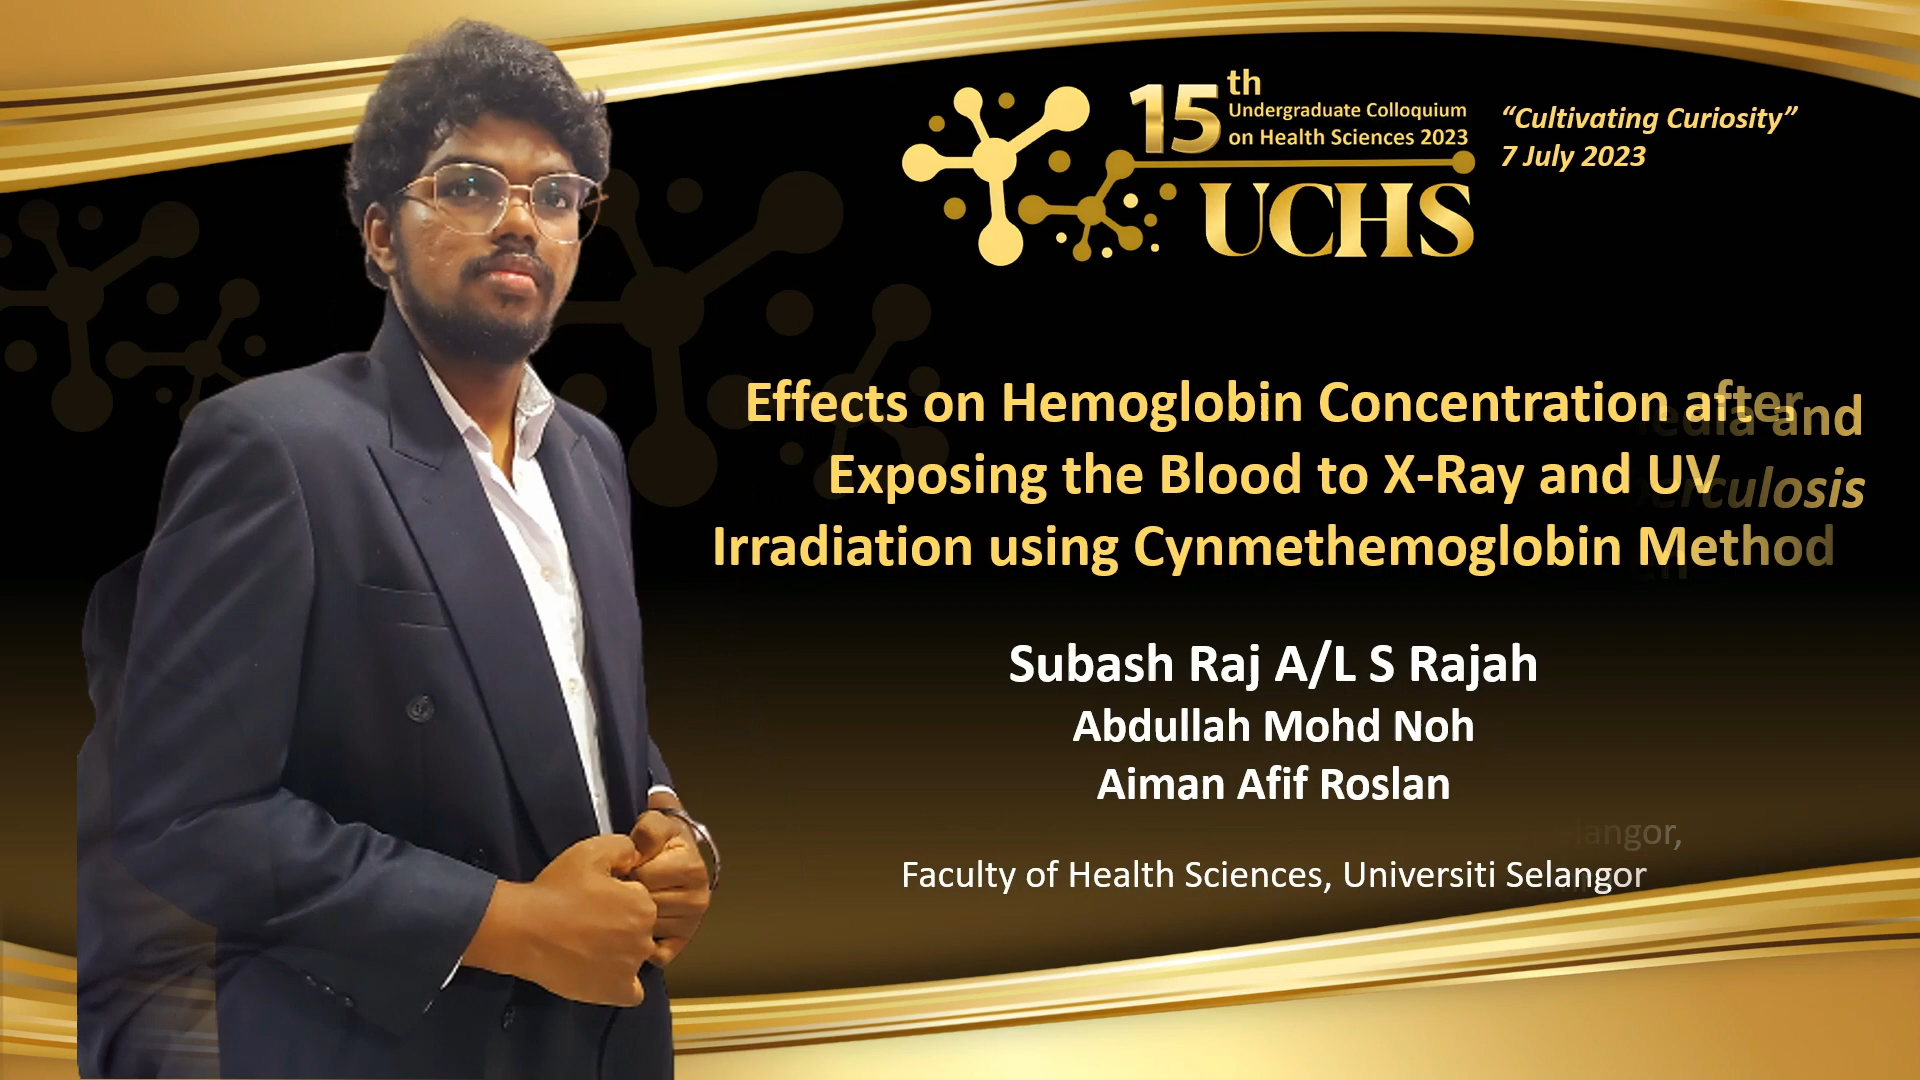 15th
Undergraduate Colloquium
on Health Sciences 2023
UCHS
“Cultivating Curiosity”
7 July 2023
Effects on Hemoglobin Concentration after
and
Exposing the Blood to X-Ray and UV
Irradiation using Cynmethemoglobin Method
Subash Raj A/L S Rajah
Abdullah Mohd Noh
Aiman Afif Roslan
Faculty of Health Sciences, Universiti Selangor